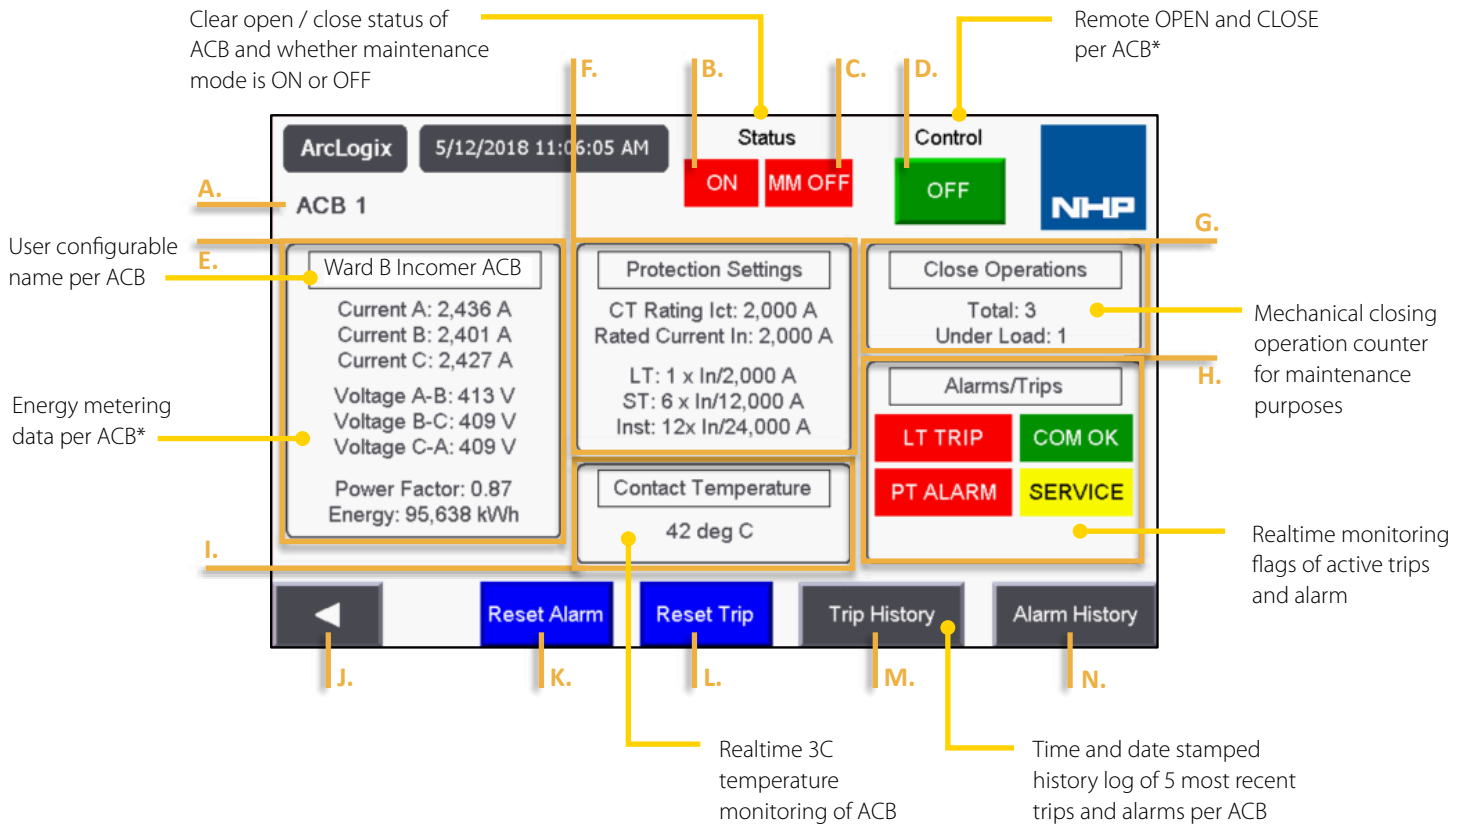 Clear open / close status of
ACB and whether maintenance
mode is ON or OFF
Remote OPEN and CLOSE
per ACB*
F.
B.
C.
D.
ArcLogix
5/12/2018 11:06:05 AM
Status
Control
ON
MM OFF
OFF
NHP
A.
ACB 1
G.
User configurable
name per ACB
E.
Ward B Incomer ACB
Current A: 2,436 A
Current B: 2,401 A
Current C: 2,427 A
Voltage A-B: 413 V
Voltage B-C: 409 V
Voltage C-A: 409 V
Power Factor: 0.87
Energy: 95,638 kWh
Energy metering
data per ACB*
Protection Settings
CT Rating Ict: 2,000 A
Rated Current In: 2,000 A
LT: 1 x In/2,000 A
ST: 6 x In/12,000 A
Inst: 12x In/24,000 A
Contact Temperature
42 deg C
Close Operations
Total: 3
Under Load: 1
Mechanical closing
operation counter
for maintenance
purposes
H.
Alarms/Trips
LT TRIP
COM OK
PT ALARM
SERVICE
Realtime monitoring
flags of active trips
and alarm
I.
Reset Alarm
Reset Trip
Trip History
Alarm History
J.
K.
L.
M.
N.
Realtime 3C
temperature
monitoring of ACB
Time and date stamped
history log of 5 most recent
trips and alarms per ACB